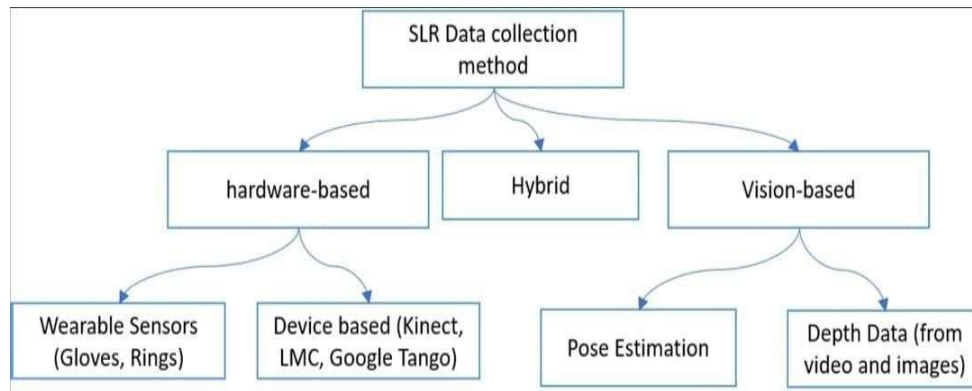 SLR Data collection
method
hardware-based
Hybrid
Vision-based
Wearable Sensors
(Gloves, Rings)
Device based (Kinect,
LMC, Google Tango)
Pose Estimation
Depth Data (from
video and images)